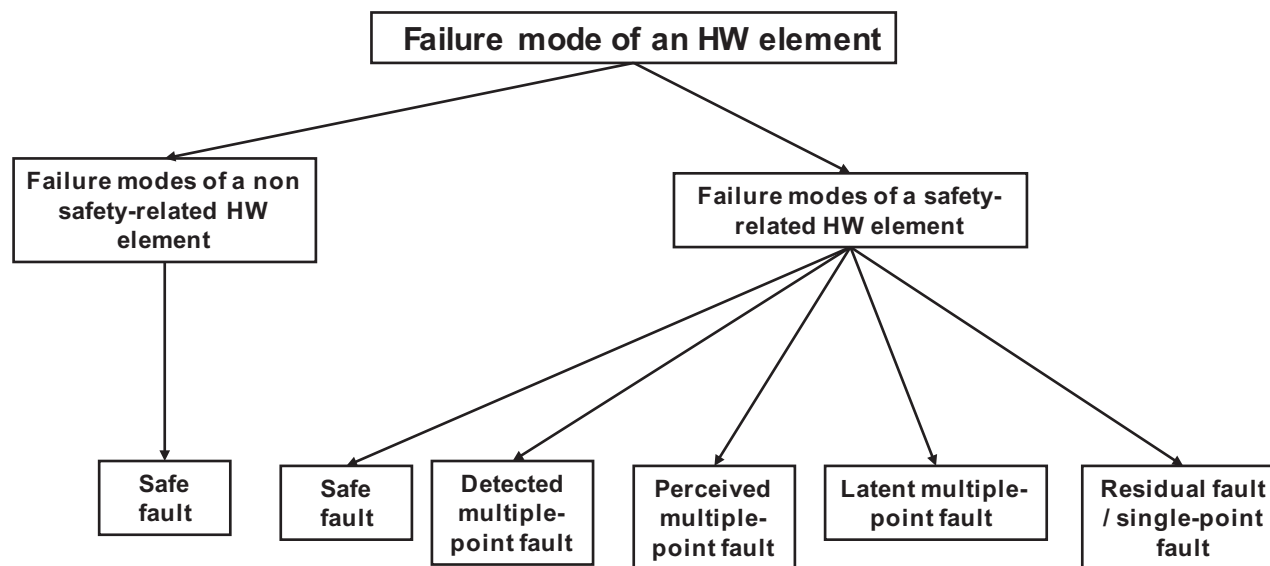 Failure mode of an HW element
Failure modes of a non
safety-related HW
element
Failure modes of a safety-
related HW element
Safe
fault
Safe
fault
Detected
multiple-
point fault
Perceived
multiple-
point fault
Latent multiple-
point fault
Residual fault
/ single-point
fault